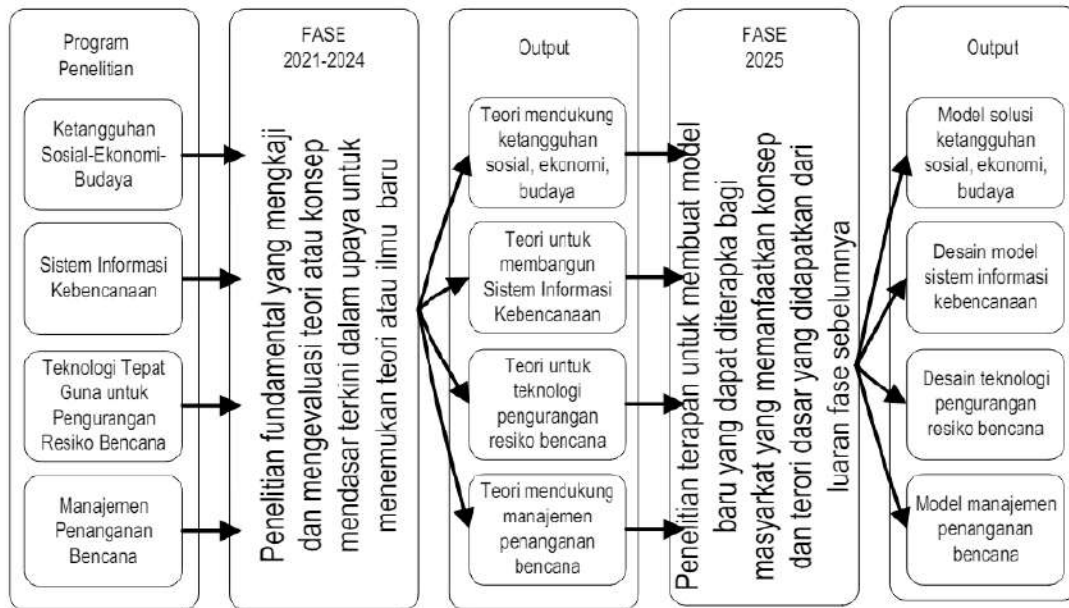 Program
Penelitian
Ketangguhan
Sosial-Ekonomi-
Budaya
Sistem Informasi
Kebencanaan
Teknologi Tepat
Guna untuk
Pengurangan
Resiko Bencana
Manajemen
Penanganan
Bencana
FASE
2021-2024
Penelitian fundamental yang mengkaji
dan mengevaluasi teori atau konsep
mendasar terkini dalam upaya untuk
menemukan teori atau ilmu baru
Output
Teori mendukung
ketangguhan
sosial, ekonomi,
budaya
Teori untuk
membangun
Sistem Informasi
Kebencanaan
Teori untuk
teknologi
pengurangan
resiko bencana
Teori mendukung
manajemen
penanganan
bencana
FASE
2025
Penelitian terapan untuk membuat model
baru yang dapat diterapka bagi
masyarkat yang memanfaatkan konsep
dan terori dasar yang didapatkan dari
luaran fase sebelumnya
Output
Model solusi
ketangguhan
sosial, ekonomi,
budaya
Desain model
sistem informasi
kebencanaan
Desain teknologi
pengurangan
resiko bencana
Model manajemen
penanganan
bencana